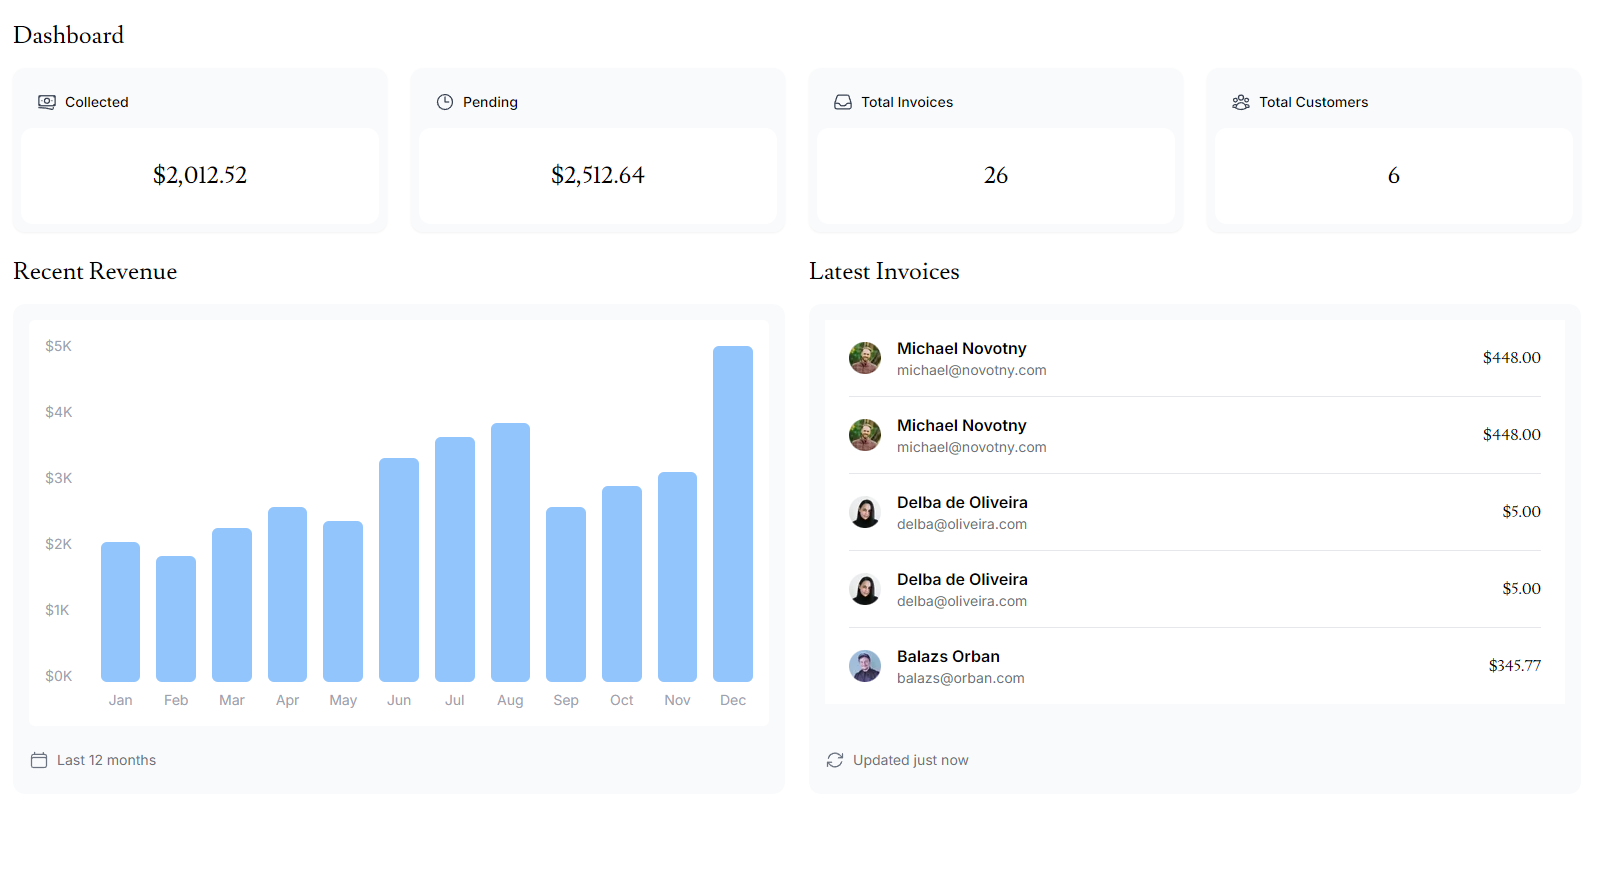 Dashboard
Collected
$2,012.52
Pending
$2,512.64
Total Invoices
26
Total Customers
6
Recent Revenue
$5K
$4K
$3K
$2K
$1K
$0K
Jan Feb Mar Apr May Jun Jul Aug Sep Oct Nov Dec
Last 12 months
Latest Invoices
Michael Novotny
michael@novotny.com
$448.00
Michael Novotny
michael@novotny.com
$448.00
Delba de Oliveira
delba@oliveira.com
$5.00
Delba de Oliveira
delba@oliveira.com
$5.00
Balazs Orban
balazs@orban.com
$345.77
Updated just now